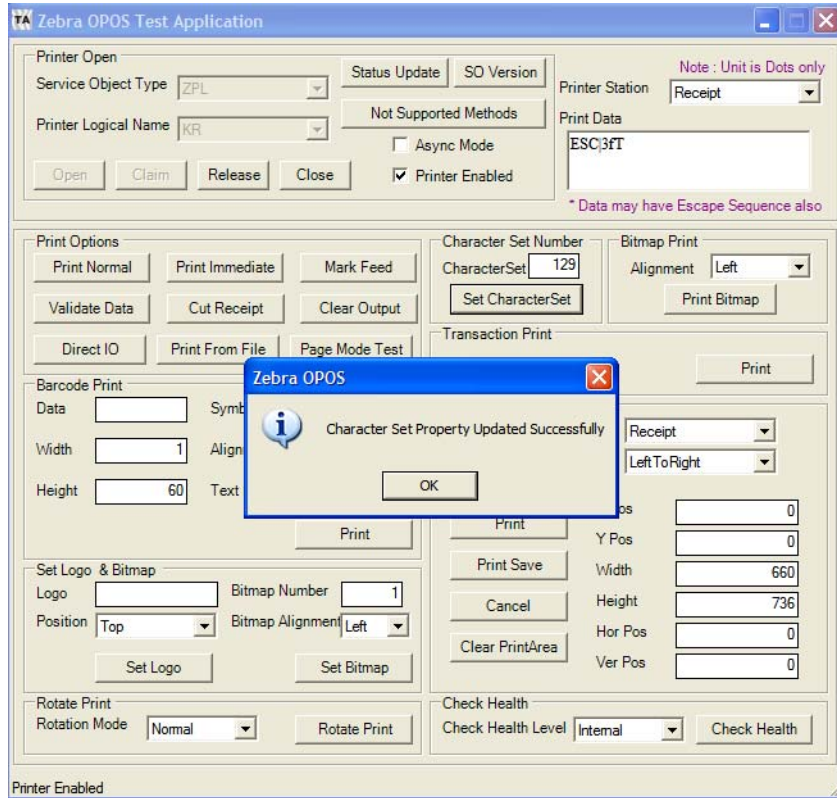 TA Zebra OPOS Test Application
Printer Open
Service Object Type ZPL
Printer Logical Name KR
Open Claim Release Close
Status Update SO Version
Not Supported Methods
Async Mode
Printer Enabled
Note : Unit is Dots only
Printer Station Receipt
Print Data
ESC|3fT
* Data may have Escape Sequence also
Print Options
Print Normal Print Immediate Mark Feed
Validate Data Cut Receipt Clear Output
Direct IO Print From File Page Mode Test
Character Set Number
CharacterSet 129
Set CharacterSet
Bitmap Print
Alignment Left
Print Bitmap
Transaction Print
Print
Barcode Print
Data
Width 1
Height 60 Text
Print
Zebra OPOS
Character Set Property Updated Successfully
OK
Receipt
LeftToRight
0
Print Y Pos 0
Print Save Width 660
Cancel Height 736
Clear PrintArea Hor Pos 0
Ver Pos 0
Set Logo & Bitmap
Logo Bitmap Number 1
Position Top Bitmap Alignment Left
Set Logo Set Bitmap
Rotate Print
Rotation Mode Normal Rotate Print
Check Health
Check Health Level Internal Check Health
Printer Enabled